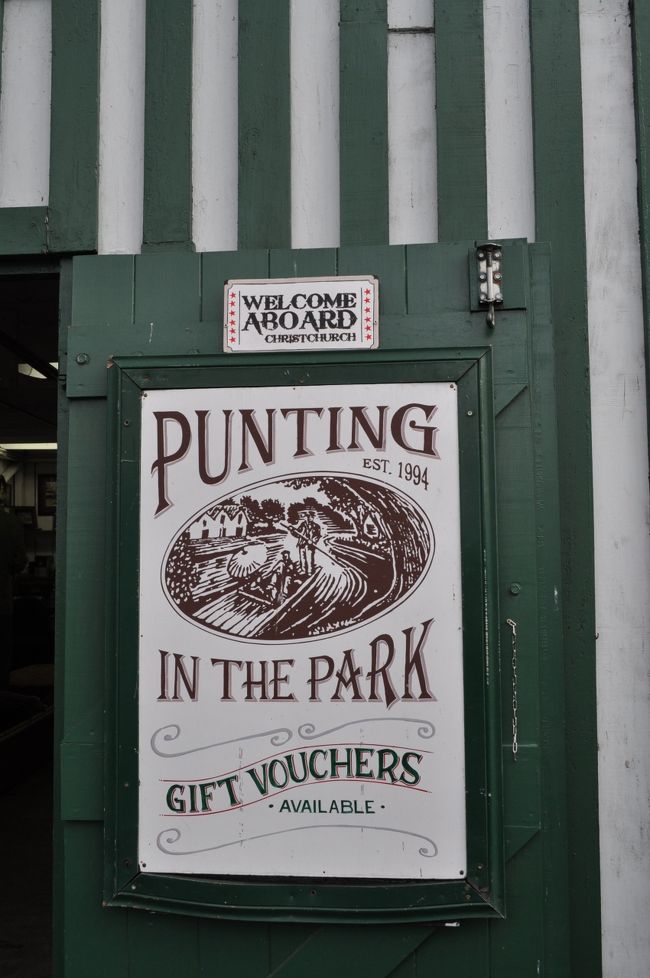 WELCOME
ABOARD
CHRISTCHURCH
PUNTING
EST. 1994
IN THE PARK
GIFT VOUCHERS
· AVAILABLE ·